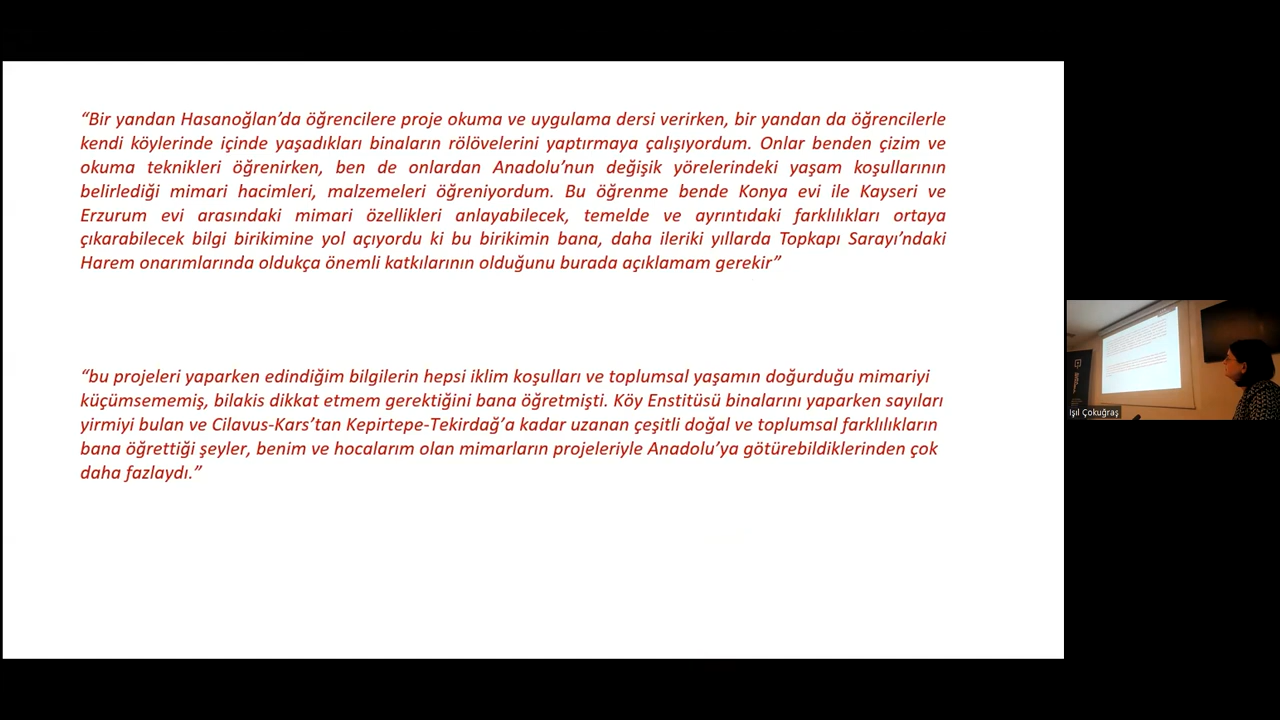 “Bir yandan Hasanoğlan’da öğrencilere proje okuma ve uygulama dersi verirken, bir yandan da öğrencilerle
kendi köylerinde içinde yaşadıkları binaların rölövelerini yaptırmaya çalışıyordum. Onlar benden çizim ve
okuma teknikleri öğrenirken, ben de onlardan Anadolu’nun değişik yörelerindeki yaşam koşullarının
belirlediği mimari hacimleri, malzemeleri öğreniyordum. Bu öğrenme bende Konya evi ile Kayseri ve
Erzurum evi arasındaki mimari özellikleri anlayabilecek, temelde ve ayrıntıdaki farklılıkları ortaya
çıkarabilecek bilgi birikimine yol açıyordu ki bu birikimin bana, daha ileriki yıllarda Topkapı Sarayı’ndaki
Harem onarımlarında oldukça önemli katkılarının olduğunu burada açıklamam gerekir”
“bu projeleri yaparken edindiğim bilgilerin hepsi iklim koşulları ve toplumsal yaşamın doğurduğu mimariyi
küçümsememiş, bilakis dikkat etmem gerektiğini bana öğretmişti. Köy Enstitüsü binalarını yaparken sayıları
yirmiyi bulan ve Cilavus-Kars’tan Kepirtepe-Tekirdağ’a kadar uzanan çeşitli doğal ve toplumsal farklılıkların
bana öğrettiği şeyler, benim ve hocalarım olan mimarların projeleriyle Anadolu’ya götürebildiklerinden çok
daha fazlaydı.”
Işıl Çokuğraş